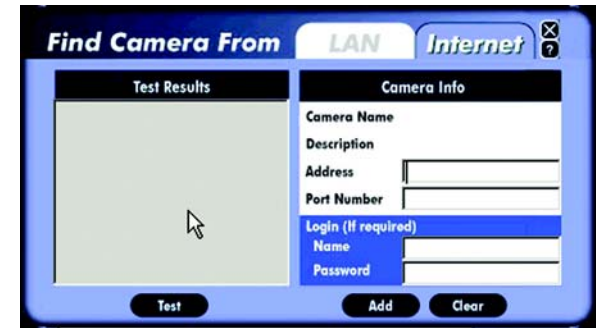 Find Camera From LAN Internet X
?
Test Results
Camera Info
Camera Name
Description
Address
Port Number
Login (If required)
Name
Password
Test Add Clear